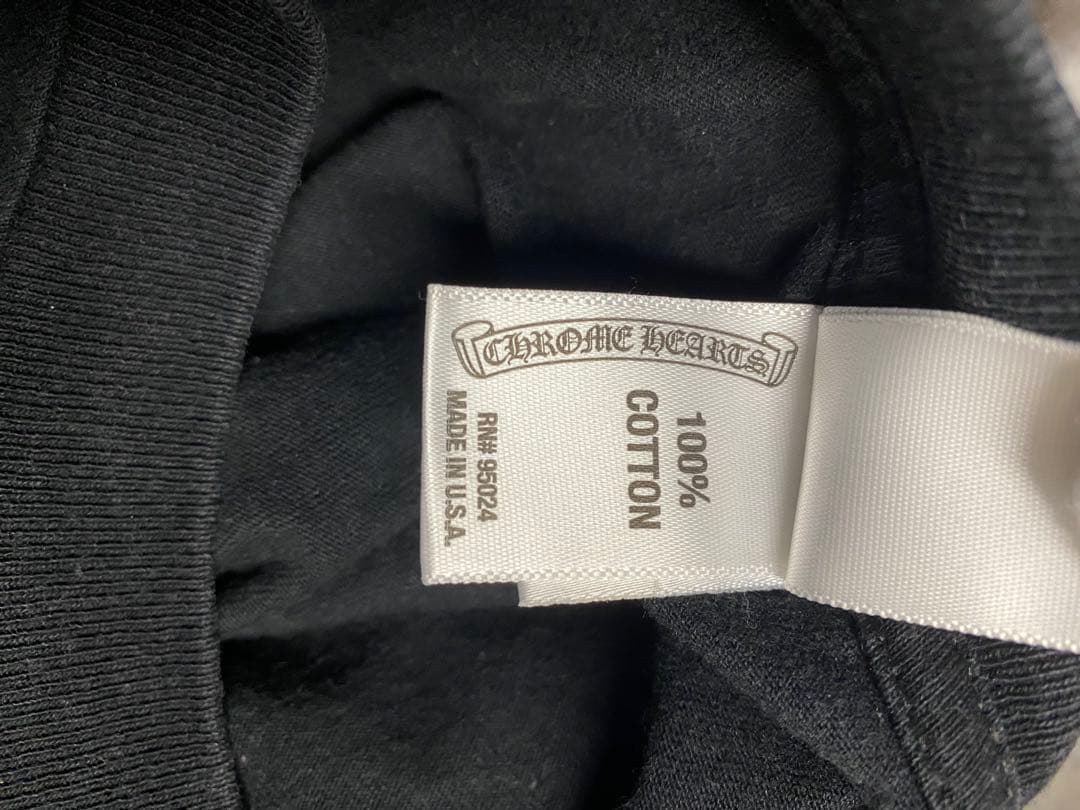 CHROME HEARTS
100%
COTTON
RN# 95024
MADE IN U.S.A.